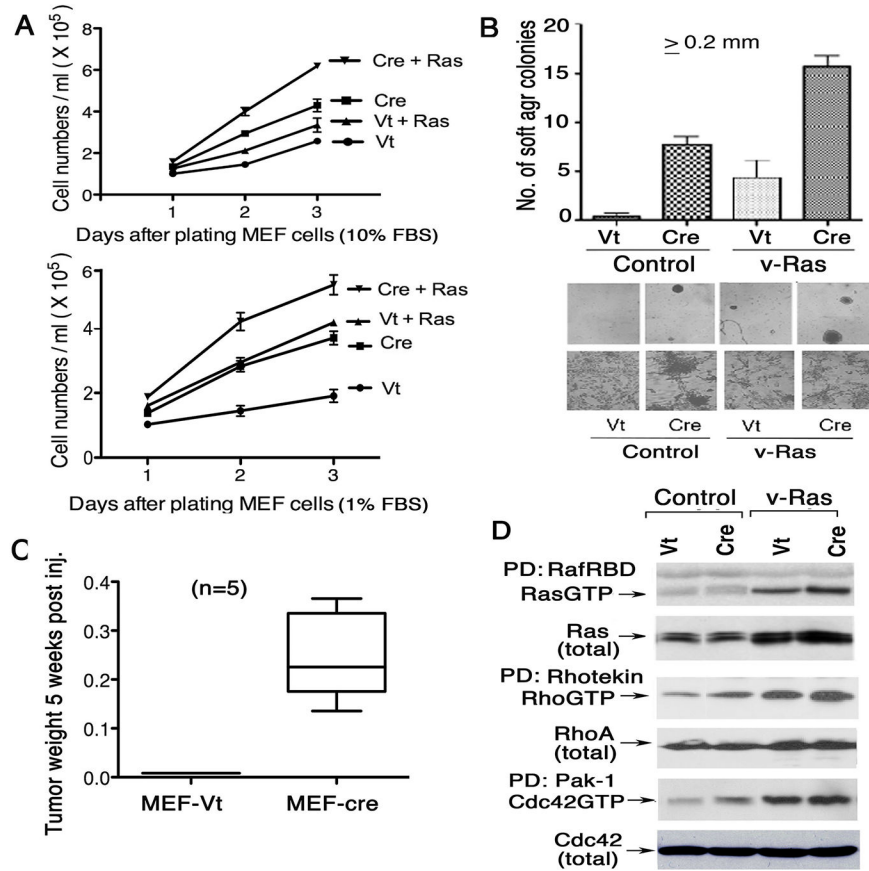 A
8
6
4
2
0
Cell numbers / ml ( X 10⁵)
Cre + Ras
Cre
Vt + Ras
Vt
1 2 3
Days after plating MEF cells (10% FBS)
6
4
2
0
Cell numbers / ml ( X 10⁵)
Cre + Ras
Vt + Ras
Cre
Vt
1 2 3
Days after plating MEF cells (1% FBS)
B
20
15
10
5
0
No. of soft agr colonies
≥ 0.2 mm
Vt Cre Vt Cre
Control v-Ras
Vt Cre Vt Cre
Control v-Ras
C
0.4
0.3
0.2
0.1
0.0
Tumor weight 5 weeks post inj.
(n=5)
MEF-Vt MEF-cre
D
Control v-Ras
Vt Cre Vt Cre
PD: RafRBD
RasGTP
Ras
(total)
PD: Rhotekin
RhoGTP
RhoA
(total)
PD: Pak-1
Cdc42GTP
Cdc42
(total)